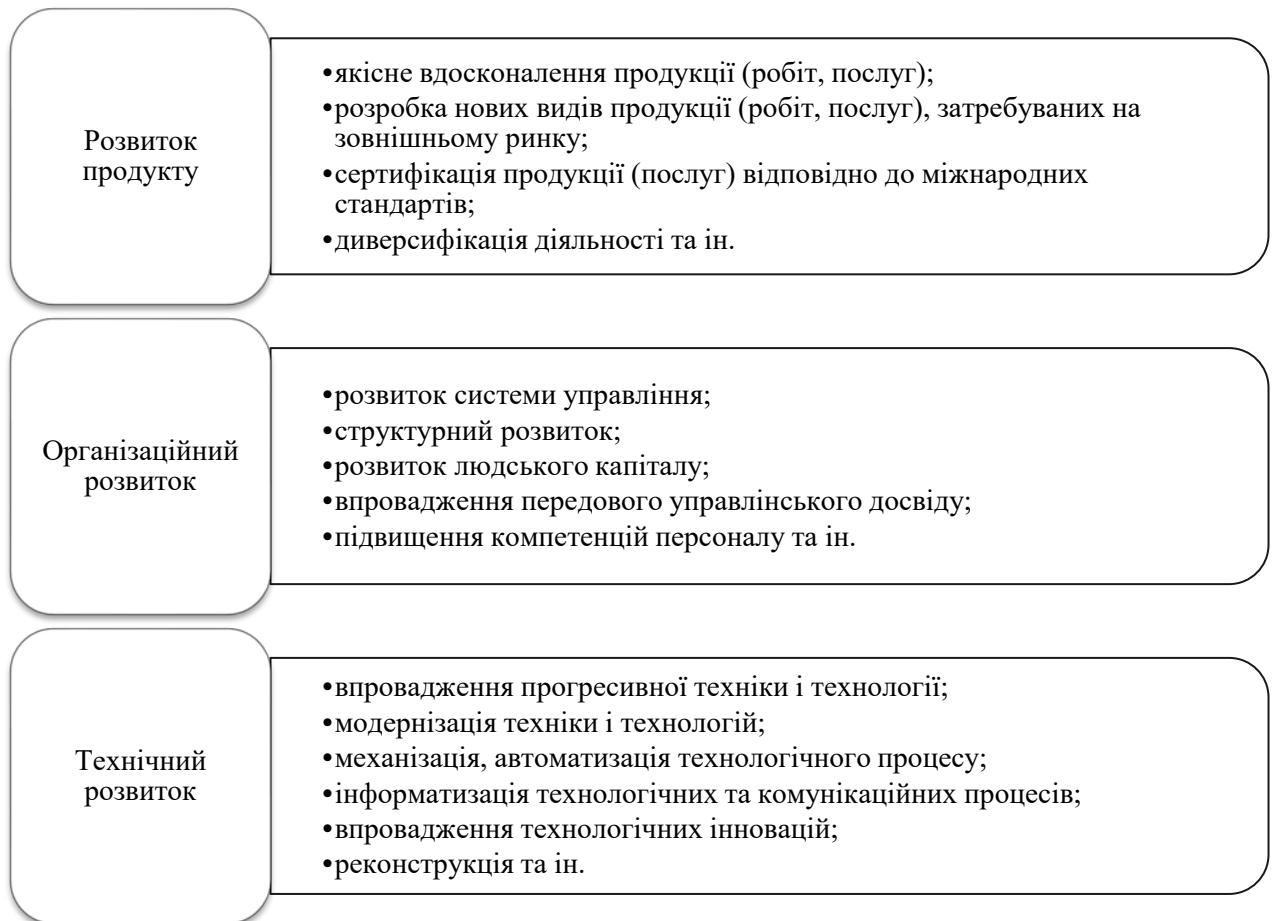 Розвиток
продукту
•якісне вдосконалення продукції (робіт, послуг);
•розробка нових видів продукції (робіт, послуг), затребуваних на
зовнішньому ринку;
•сертифікація продукції (послуг) відповідно до міжнародних
стандартів;
•диверсифікація діяльності та ін.
Організаційний
розвиток
•розвиток системи управління;
•структурний розвиток;
•розвиток людського капіталу;
•впровадження передового управлінського досвіду;
•підвищення компетенцій персоналу та ін.
Технічний
розвиток
•впровадження прогресивної техніки і технології;
•модернізація техніки і технологій;
•механізація, автоматизація технологічного процесу;
•інформатизація технологічних та комунікаційних процесів;
•впровадження технологічних інновацій;
•реконструкція та ін.